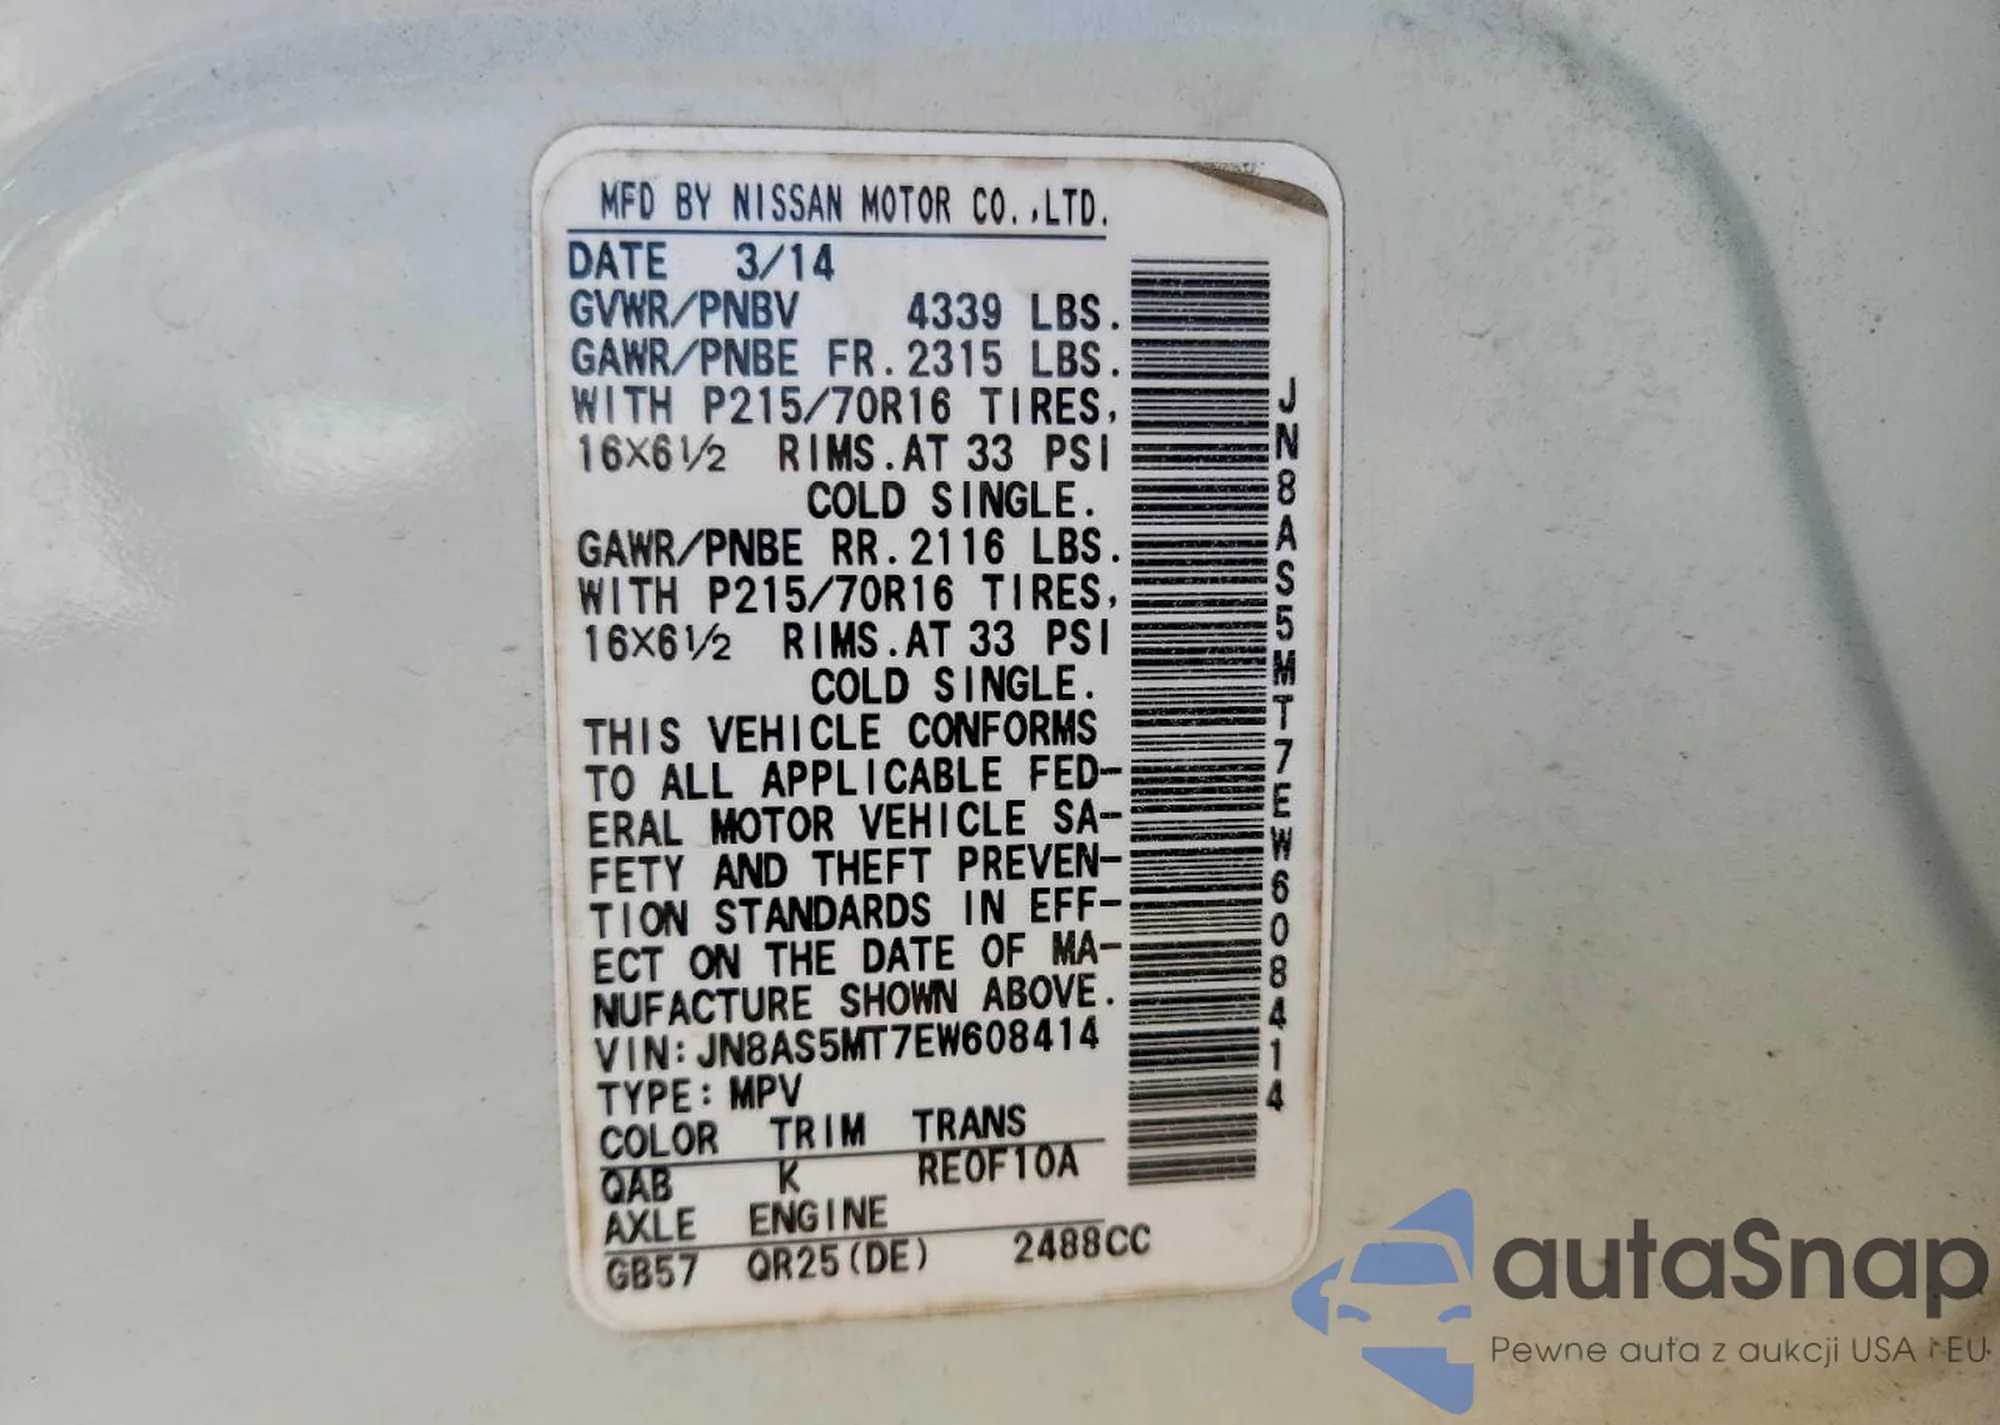 MFD BY NISSAN MOTOR CO.,LTD.
DATE 3/14
GVWR/PNBV 4339 LBS.
GAWR/PNBE FR.2315 LBS.
WITH P215/70R16 TIRES,
16×6½ RIMS.AT 33 PSI
COLD SINGLE.
GAWR/PNBE RR.2116 LBS.
WITH P215/70R16 TIRES,
16×6½ RIMS.AT 33 PSI
COLD SINGLE.
THIS VEHICLE CONFORMS
TO ALL APPLICABLE FED-
ERAL MOTOR VEHICLE SA-
FETY AND THEFT PREVEN-
TION STANDARDS IN EFF-
ECT ON THE DATE OF MA-
NUFACTURE SHOWN ABOVE.
VIN:JN8AS5MT7EW608414
TYPE:MPV
COLOR TRIM TRANS
QAB K RE0F10A
AXLE ENGINE
GB57 QR25(DE) 2488CC
JN8AS5MT7EW608414
autaSnap
Pewne auta z aukcji USA i EU